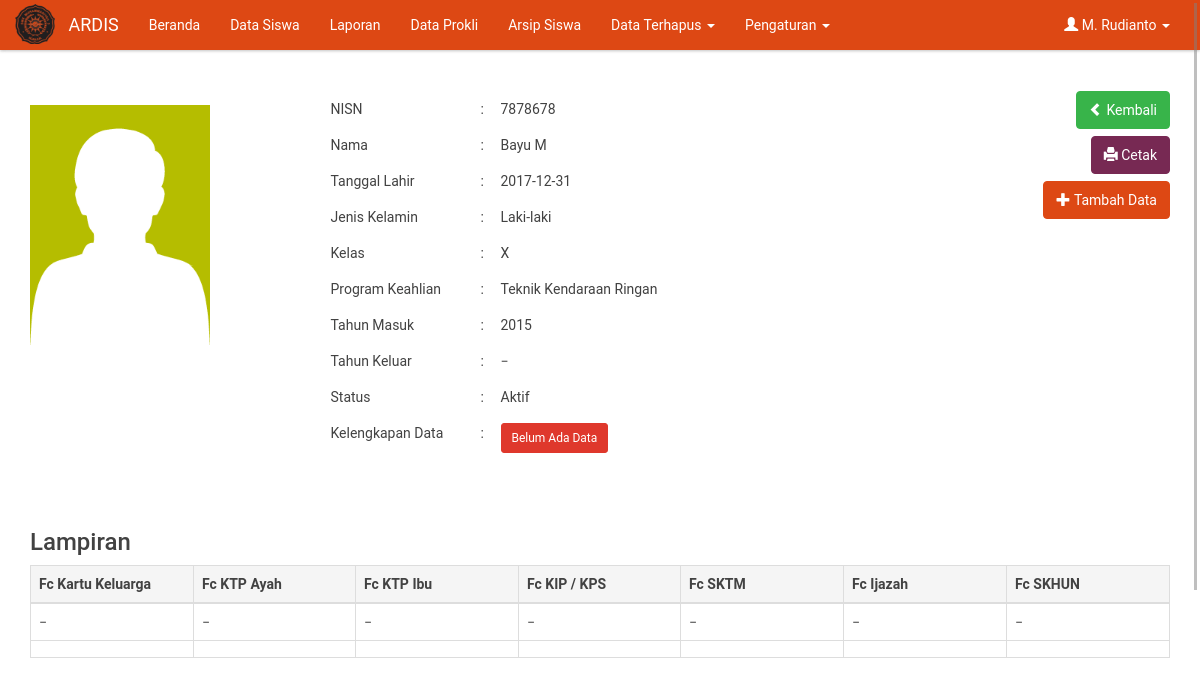 ARDIS Beranda Data Siswa Laporan Data Prokli Arsip Siswa Data Terhapus Pengaturan M. Rudianto
NISN : 7878678
Nama : Bayu M
Tanggal Lahir : 2017-12-31
Jenis Kelamin : Laki-laki
Kelas : X
Program Keahlian : Teknik Kendaraan Ringan
Tahun Masuk : 2015
Tahun Keluar : –
Status : Aktif
Kelengkapan Data : Belum Ada Data
Kembali
Cetak
Tambah Data
Lampiran
Fc Kartu Keluarga Fc KTP Ayah Fc KTP Ibu Fc KIP / KPS Fc SKTM Fc Ijazah Fc SKHUN
– – – – – – –